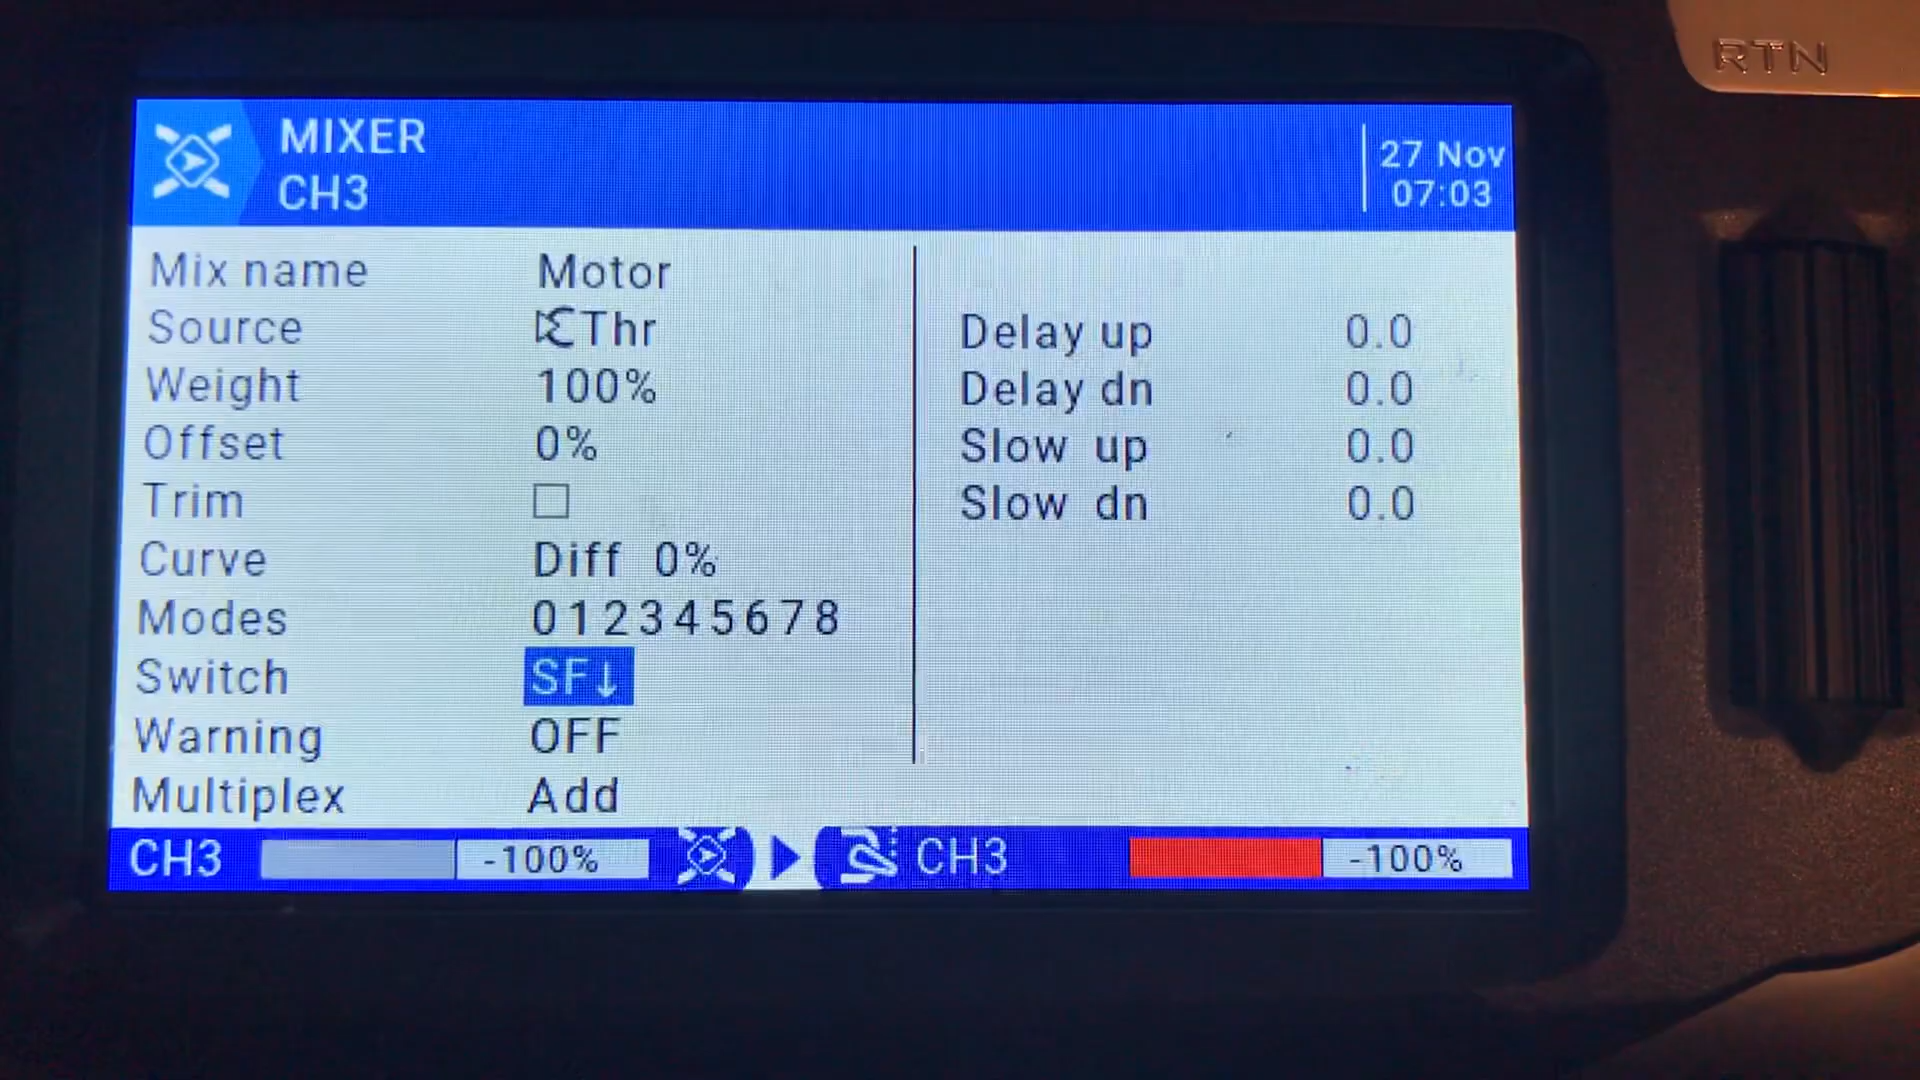 RTN
MIXER
CH3
27 Nov
07:03
Mix name Motor
Source Thr
Weight 100%
Offset 0%
Trim
Curve Diff 0%
Modes 012345678
Switch SF↓
Warning OFF
Multiplex Add
Delay up 0.0
Delay dn 0.0
Slow up 0.0
Slow dn 0.0
CH3 -100% CH3 -100%